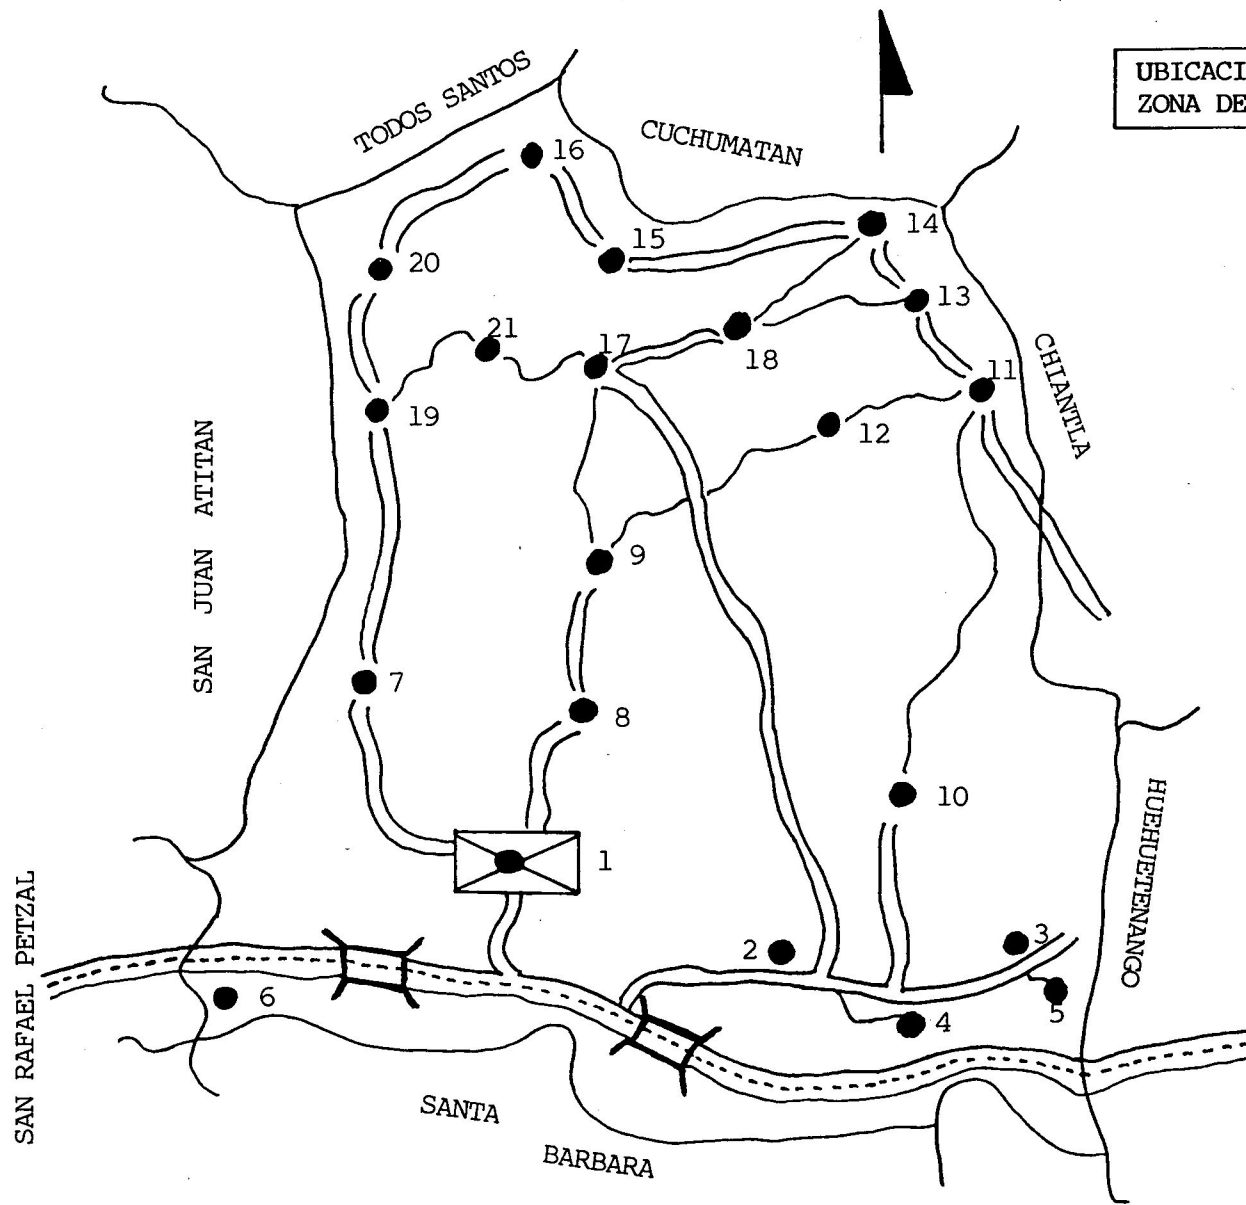 UBICACI
ZONA DE
TODOS SANTOS
CUCHUMATAN
16
14
15
20
13
21
17
18
11
CHIANTLA
19
12
SAN JUAN ATITAN
9
7
8
10
HUEHUETENANGO
1
SAN RAFAEL PETZAL
2
3
6
5
4
SANTA
BARBARA